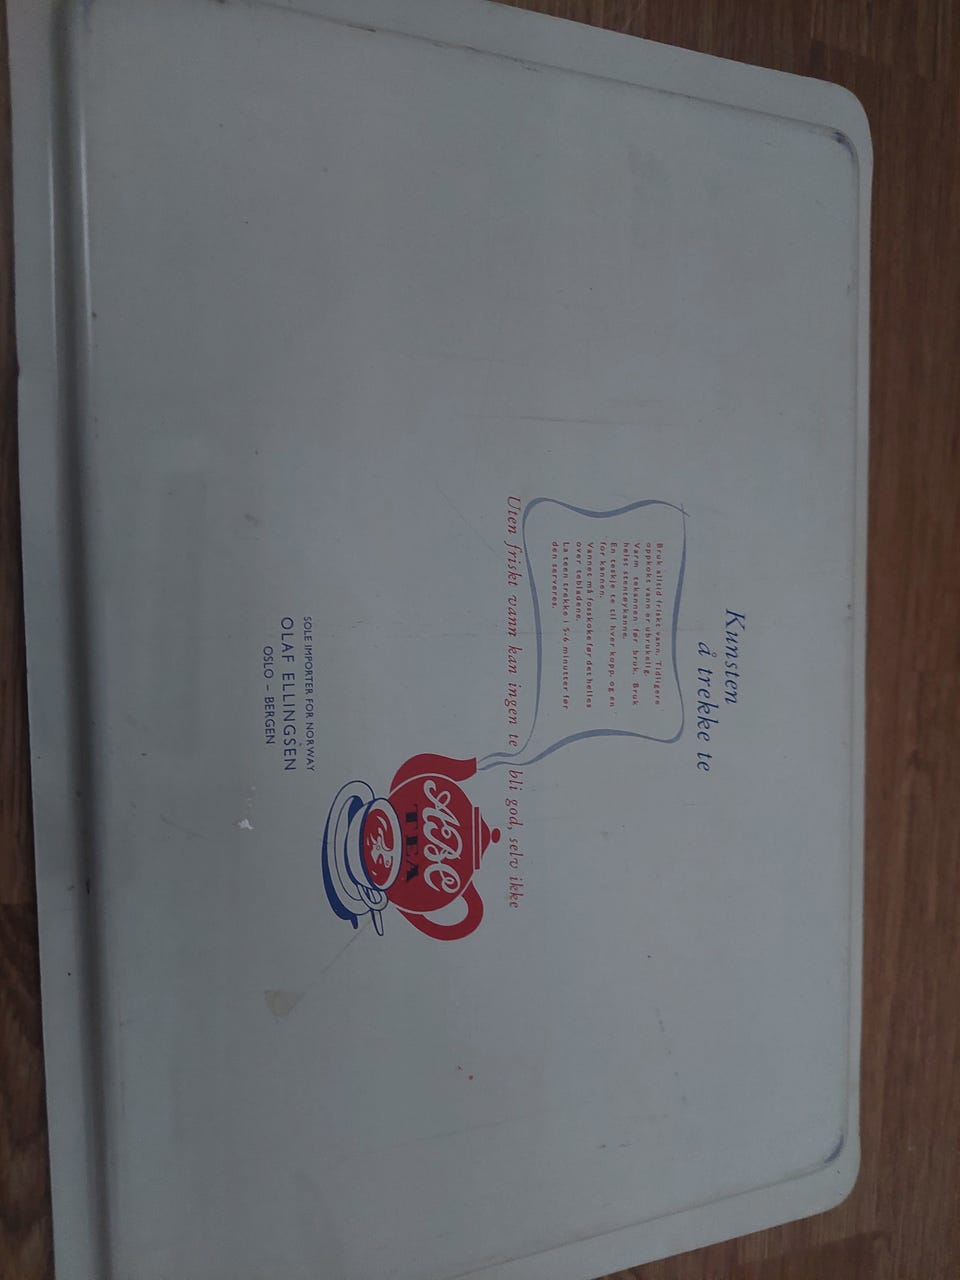 Kunsten
å trekke te
Bruk alltid friskt vann. Tidligere
oppkokt vann er ubrukelig.
Varm tekannen før bruk. Bruk
helst stentøykanne.
En teskje te til hver kopp, og en
for kannen.
Vannet må fosskoke før det helles
over tebladene.
La teen trekke i 5-6 minutter før
den serveres.
Uten friskt vann kan ingen te bli god, selv ikke
ABC
TEA
SOLE IMPORTER FOR NORWAY
OLAF ELLINGSEN
OSLO - BERGEN